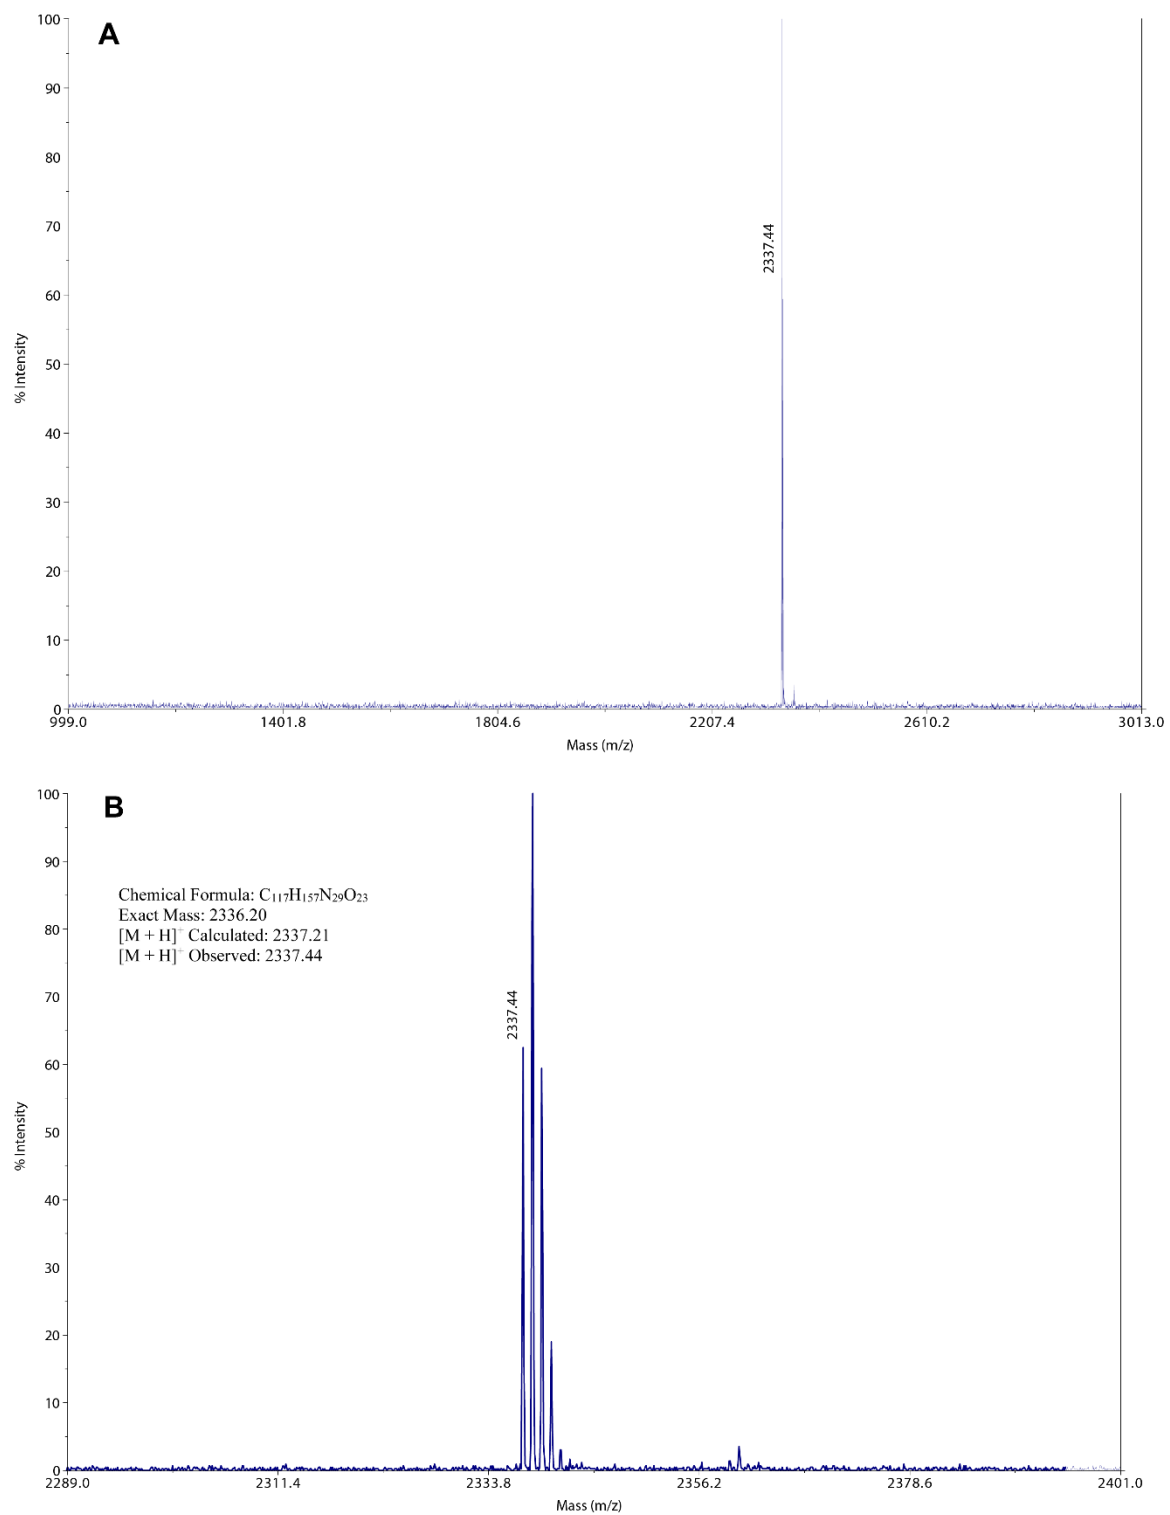 A
100
90
80
70
60
50
40
30
20
10
0
% Intensity
2337.44
999.0 1401.8 1804.6 2207.4 2610.2 3013.0
Mass (m/z)
B
100
90
80
70
60
50
40
30
20
10
0
% Intensity
Chemical Formula: C₁₁₇H₁₅₇N₂₉O₂₃
Exact Mass: 2336.20
[M + H]⁺ Calculated: 2337.21
[M + H]⁺ Observed: 2337.44
2337.44
2289.0 2311.4 2333.8 2356.2 2378.6 2401.0
Mass (m/z)